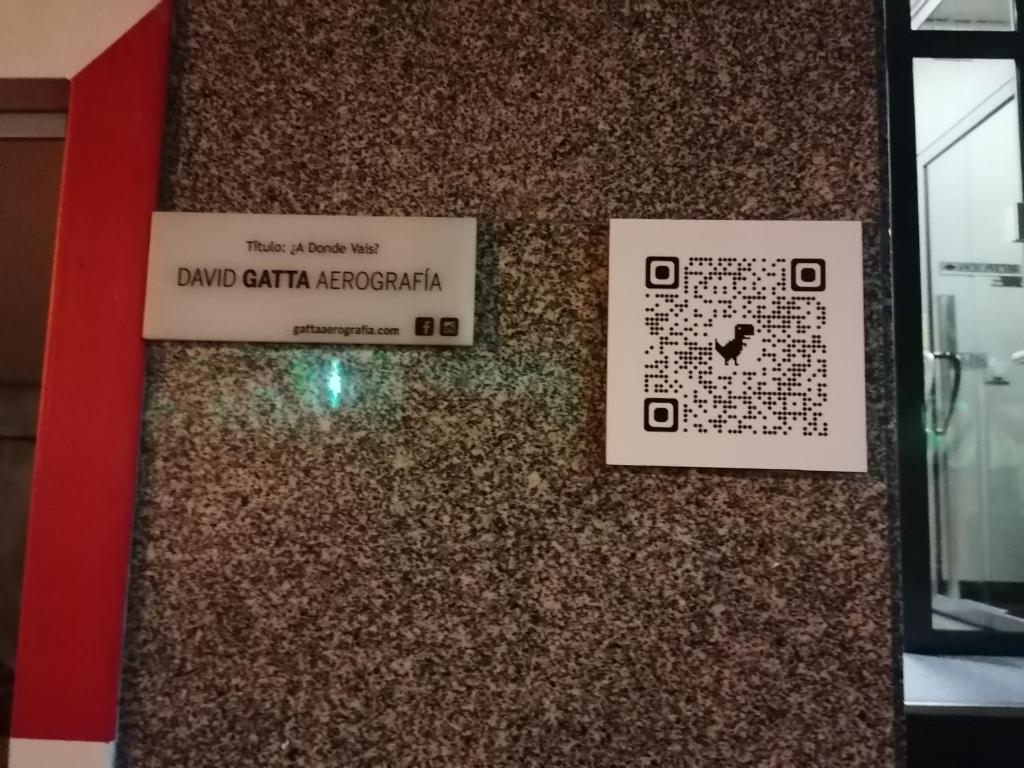 Título: ¿A Donde Vais?
DAVID GATTA AEROGRAFÍA
gattaaerografia.com